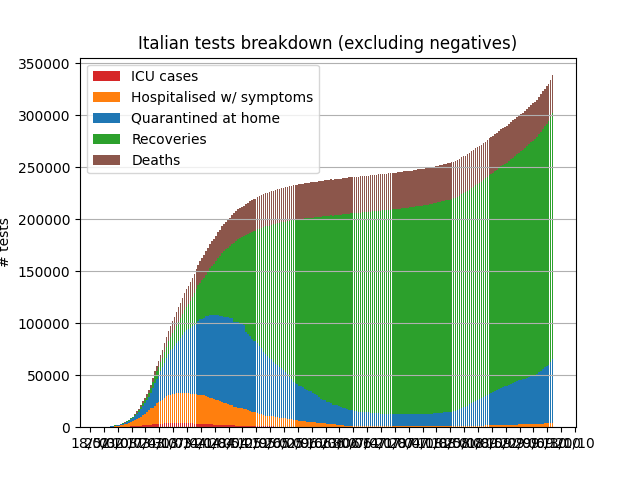 Italian tests breakdown (excluding negatives)
350000
300000
250000
200000
150000
100000
50000
0
# tests
ICU cases
Hospitalised w/ symptoms
Quarantined at home
Recoveries
Deaths